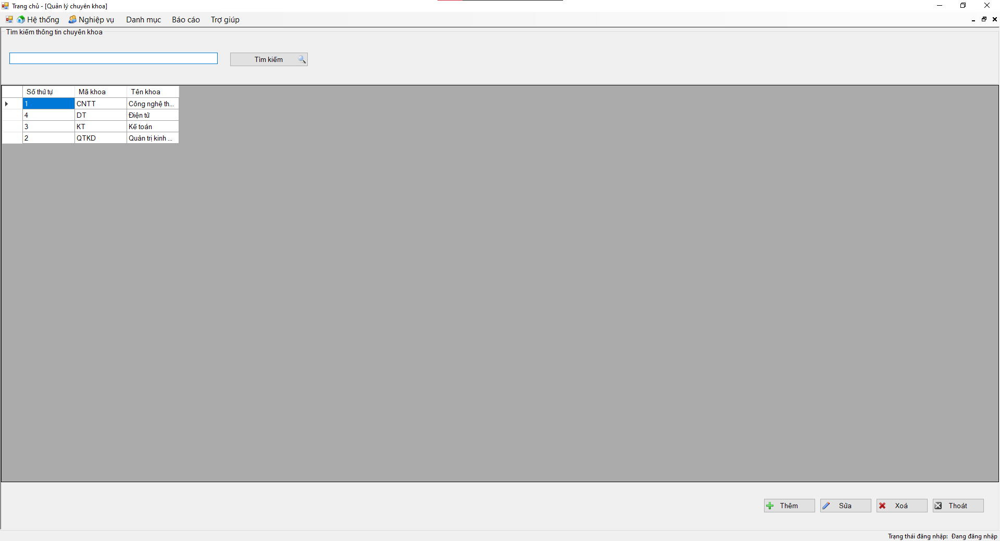 Trang chủ - [Quản lý chuyên khoa]
Hệ thống Nghiệp vụ Danh mục Báo cáo Trợ giúp
Tìm kiếm thông tin chuyên khoa
Tìm kiếm
Số thứ tự Mã khoa Tên khoa
1 CNTT Công nghệ th...
4 DT Điện tử
3 KT Kế toán
2 QTKD Quản trị kinh ...
Thêm Sửa Xoá Thoát
Trạng thái đăng nhập: Đang đăng nhập